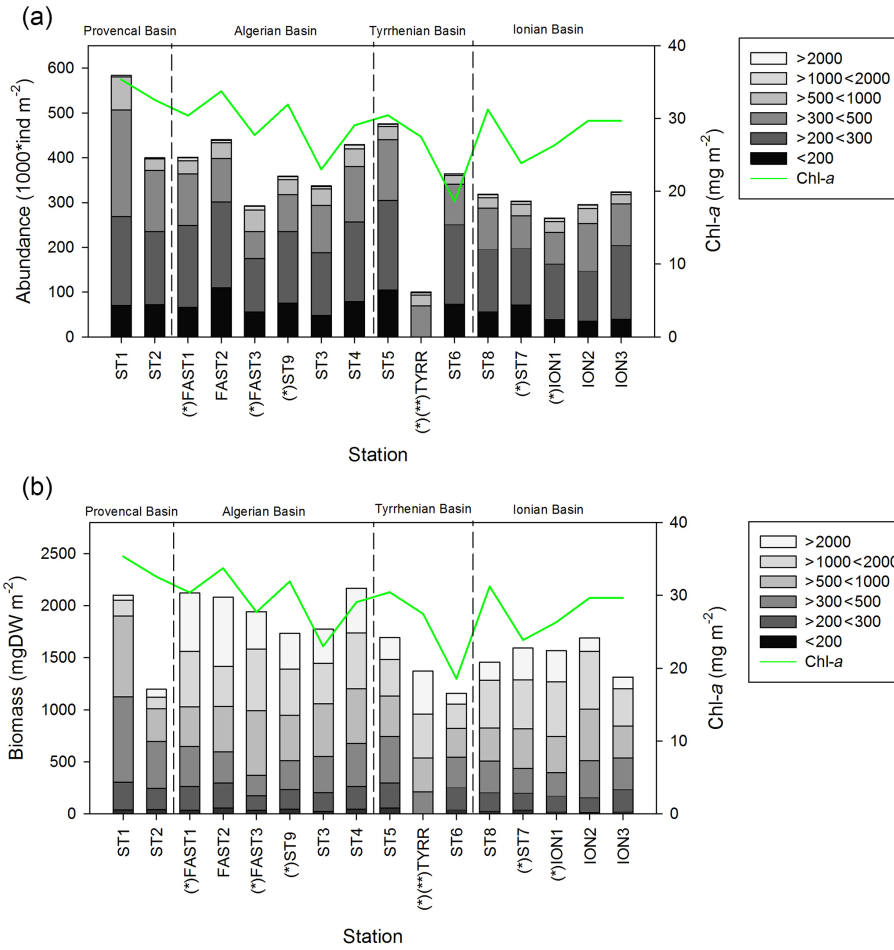 (a)
Provencal Basin Algerian Basin Tyrrhenian Basin Ionian Basin
600
500
400
300
200
100
0
Abundance (1000*ind m⁻²)
40
30
20
10
0
Chl-a (mg m⁻²)
>2000
>1000<2000
>500<1000
>300<500
>200<300
<200
Chl-a
ST1
ST2
(*)FAST1
FAST2
(*)FAST3
(*)ST9
ST3
ST4
ST5
(*)(**)TYRR
ST6
ST8
(*)ST7
(*)ION1
ION2
ION3
Station
(b)
Provencal Basin Algerian Basin Tyrrhenian Basin Ionian Basin
2500
2000
1500
1000
500
0
Biomass (mgDW m⁻²)
40
30
20
10
0
Chl-a (mg m⁻²)
>2000
>1000<2000
>500<1000
>300<500
>200<300
<200
Chl-a
ST1
ST2
(*)FAST1
FAST2
(*)FAST3
(*)ST9
ST3
ST4
ST5
(*)(**)TYRR
ST6
ST8
(*)ST7
(*)ION1
ION2
ION3
Station